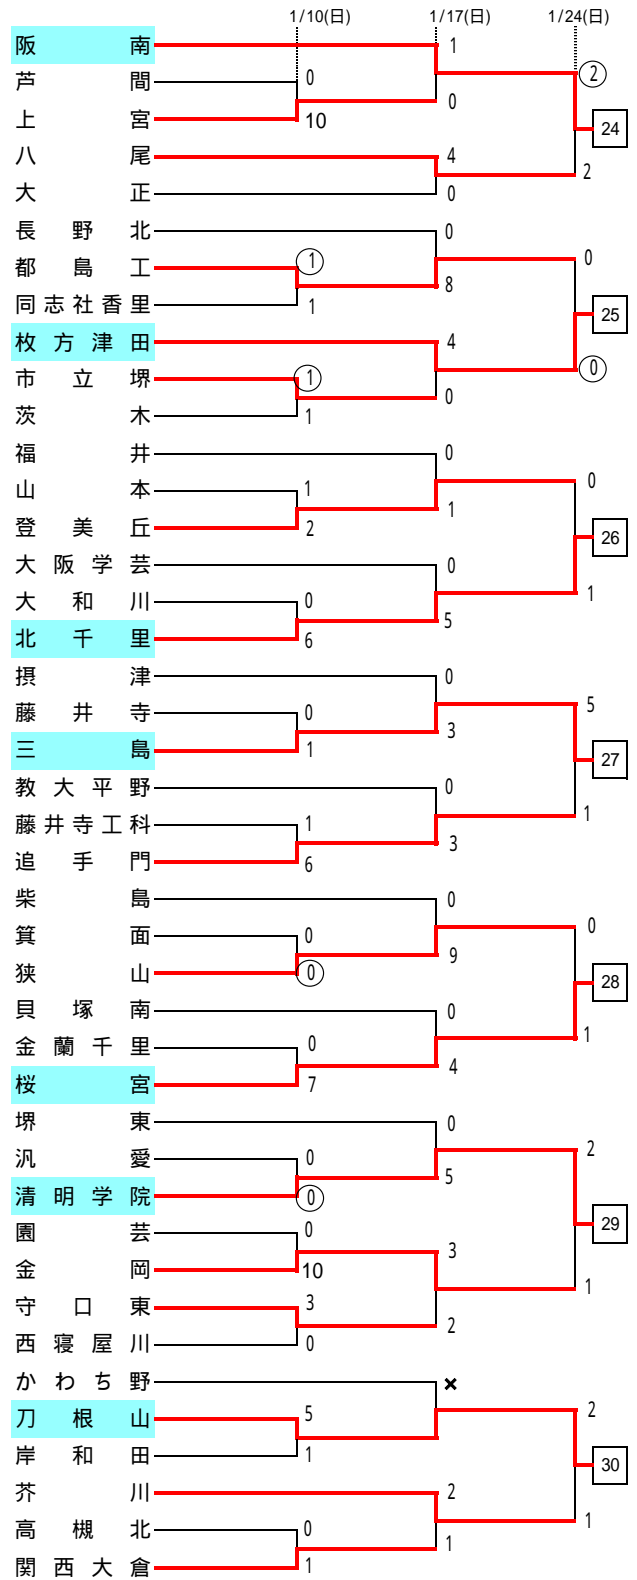 1/10(日) 1/17(日) 1/24(日)
阪南 1
② 
芦間 0
0
上宮 10
24
八尾 4
2
大正 0
長野北 0
都島工 ① 0
8
同志社香里 1
25
枚方津田 4
⓪
市立堺 ①
0
茨木 1
福井 0
山本 1 0
1
登美丘 2
26
大阪学芸 0
1
大和川 0
5
北千里 6
摂津 0
藤井寺 0 5
3
三島 1
27
教大平野 0
1
藤井寺工科 1
3
追手門 6
柴島 0
箕面 0 0
9
狭山 ⓪
28
貝塚南 0
1
金蘭千里 0
4
桜宮 7
堺東 0
汎愛 0 2
5
清明学院 ⓪
29
園芸 0
3
金岡 10
1
守口東 3
2
西寝屋川 0
かわち野 ×
刀根山 5 2
岸和田 1
30
芥川 2
1
高槻北 0
1
関西大倉 1